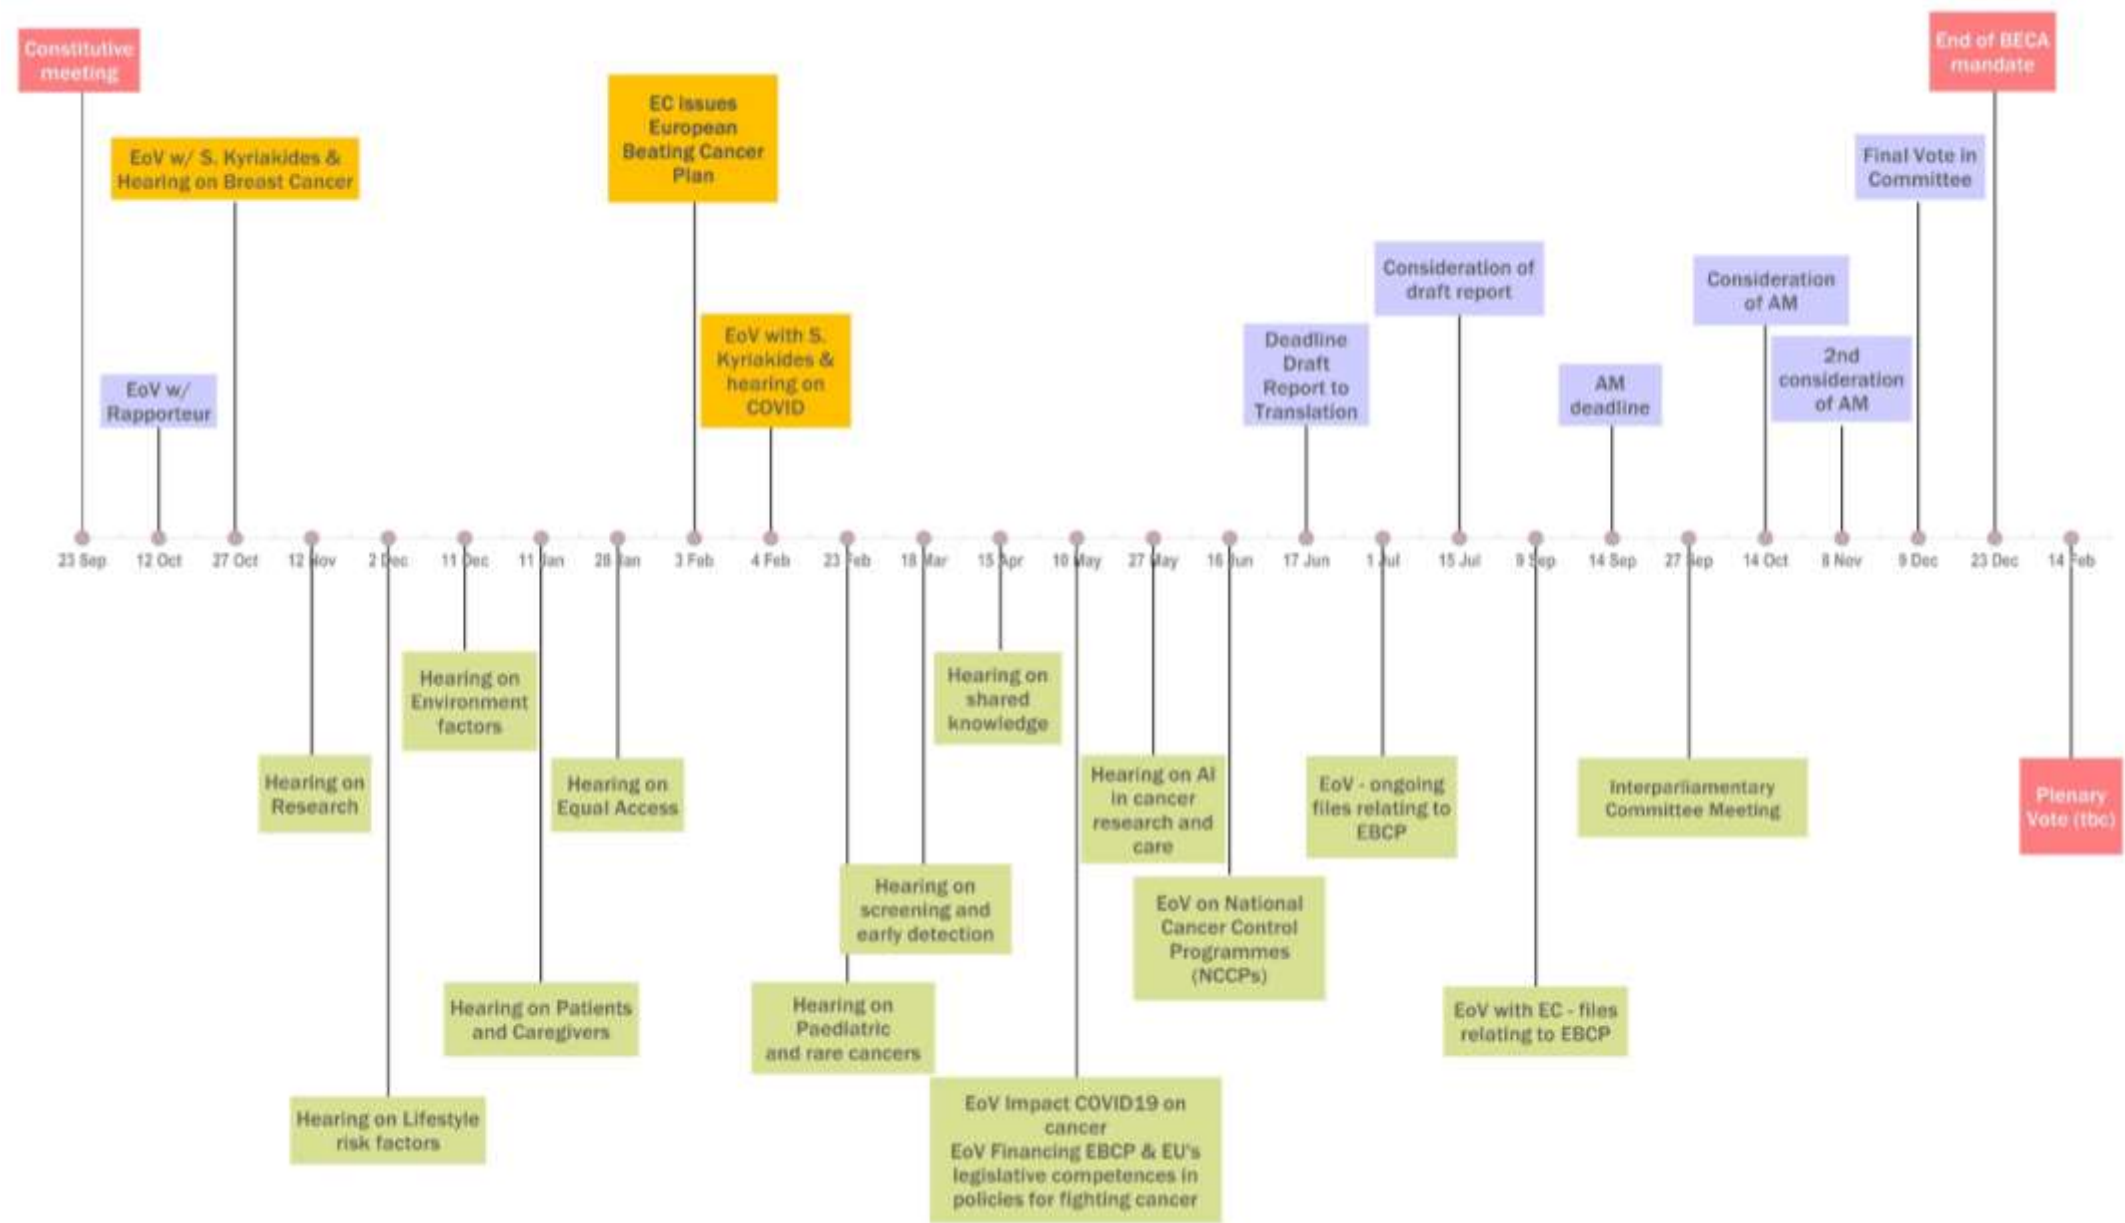 Constitutive
meeting
End of BECA
mandate
EC issues
European
Beating Cancer
Plan
EoV w/ S. Kyriakides &
Hearing on Breast Cancer
Final Vote in
Committee
Consideration of
draft report
Consideration
of AM
EoV with S.
Kyriakides &
hearing on
COVID
Deadline
Draft
Report to
Translation
2nd
consideration
of AM
EoV w/
Rapporteur
AM
deadline
23 Sep
12 Oct
27 Oct
12 Nov
2 Dec
11 Dec
11 Jan
28 Jan
3 Feb
4 Feb
23 Feb
18 Mar
15 Apr
10 May
27 May
16 Jun
17 Jun
1 Jul
15 Jul
9 Sep
14 Sep
27 Sep
14 Oct
8 Nov
9 Dec
23 Dec
14 Feb
Hearing on
Environment
factors
Hearing on
shared
knowledge
Hearing on
Research
Hearing on
Equal Access
Hearing on AI
in cancer
research and
care
EoV - ongoing
files relating to
EBCP
Interparliamentary
Committee Meeting
Plenary
Vote (tbc)
Hearing on
screening and
early detection
EoV on National
Cancer Control
Programmes
(NCCPs)
Hearing on Patients
and Caregivers
Hearing on
Paediatric
and rare cancers
EoV with EC - files
relating to EBCP
Hearing on Lifestyle
risk factors
EoV Impact COVID19 on
cancer
EoV Financing EBCP & EU's
legislative competences in
policies for fighting cancer